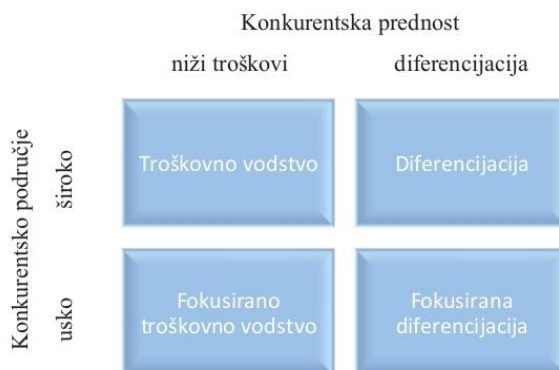 Konkurentska prednost
niži troškovi
diferencijacija
Konkurentsko područje
široko
Troškovno vodstvo
Diferencijacija
usko
Fokusirano
troškovno vodstvo
Fokusirana
diferencijacija